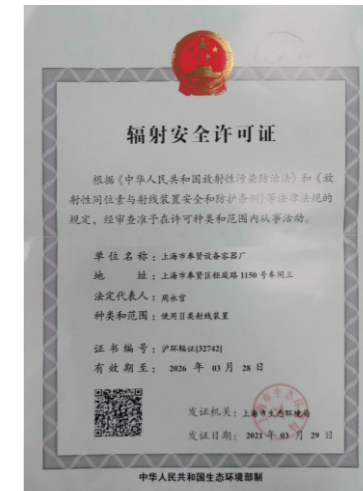 辐射安全许可证
根据《中华人民共和国放射性污染防治法》和《放
射性同位素与射线装置安全和防护条例》等法律法规的
规定，经审查准予在许可种类和范围内从事活动。
单位名称：上海市奉贤设备容器厂
地 址：上海市奉贤区钰庭路1150号车间三
法定代表人：周永官
种类和范围：使用II类射线装置
证书编号：沪环辐证[32742]
有效期至：2026 年 03 月 28 日
发证机关：上海市生态环境局
发证日期：2021 年 03 月 29 日
中华人民共和国生态环境部制